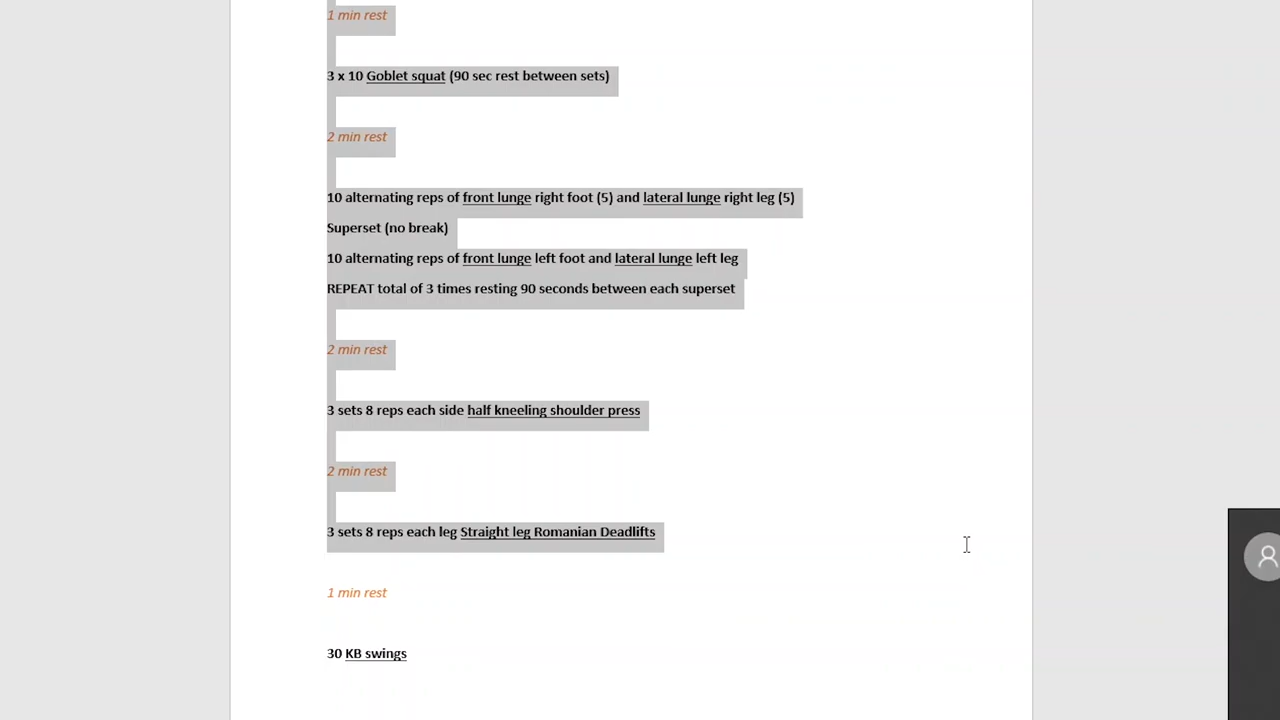 1 min rest
3 x 10 Goblet squat (90 sec rest between sets)
2 min rest
10 alternating reps of front lunge right foot (5) and lateral lunge right leg (5)
Superset (no break)
10 alternating reps of front lunge left foot and lateral lunge left leg
REPEAT total of 3 times resting 90 seconds between each superset
2 min rest
3 sets 8 reps each side half kneeling shoulder press
2 min rest
3 sets 8 reps each leg Straight leg Romanian Deadlifts
1 min rest
30 KB swings